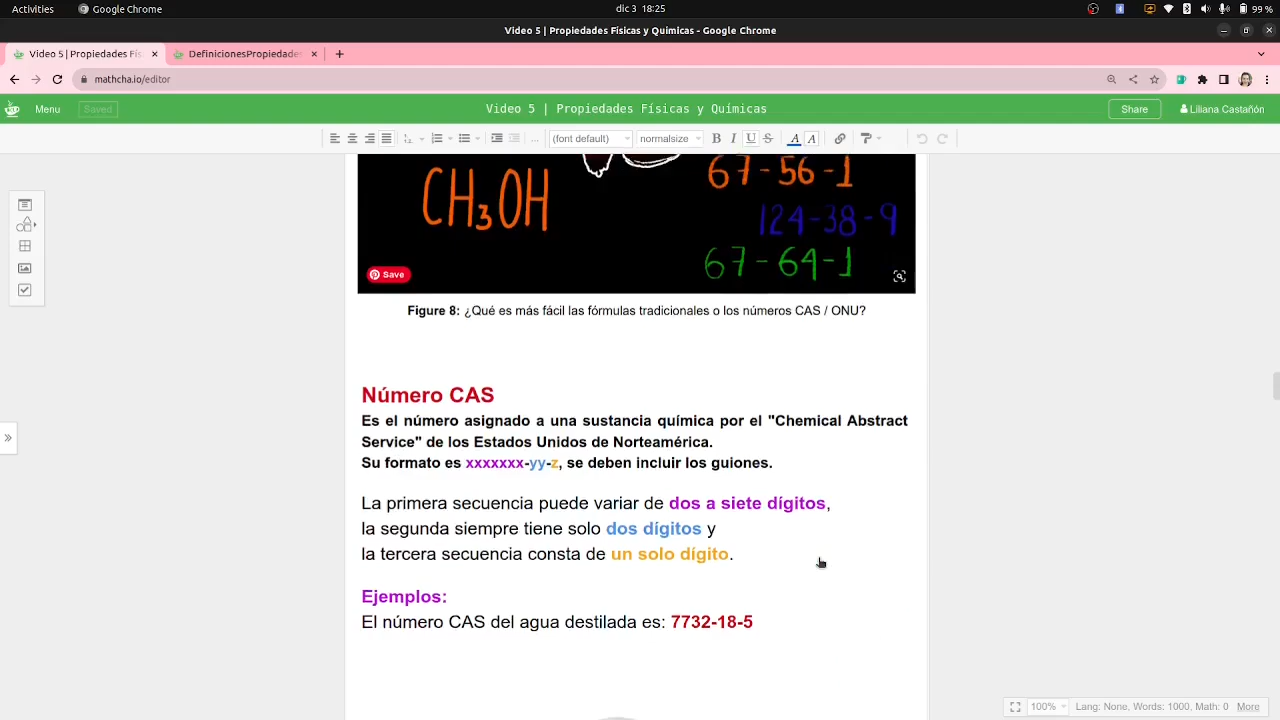 Actividades
Google Chrome
dic 3 18:25
99 %
Video 5 | Propiedades Físicas y Químicas - Google Chrome
Video 5 | Propiedades Físi
DefinicionesPropiedades
mathcha.io/editor
Menu
Saved
Video 5 | Propiedades Físicas y Químicas
Share
Liliana Castañón
(font default)
normalsize
B I U S A A
CH₃OH
67-56-1
124-38-9
67-64-1
Save
Figure 8: ¿Qué es más fácil las fórmulas tradicionales o los números CAS / ONU?
Número CAS
Es el número asignado a una sustancia química por el "Chemical Abstract
Service" de los Estados Unidos de Norteamérica.
Su formato es xxxxxxx-yy-z, se deben incluir los guiones.
La primera secuencia puede variar de dos a siete dígitos,
la segunda siempre tiene solo dos dígitos y
la tercera secuencia consta de un solo dígito.
Ejemplos:
El número CAS del agua destilada es: 7732-18-5
100%
Lang: None, Words: 1000, Math: 0
More